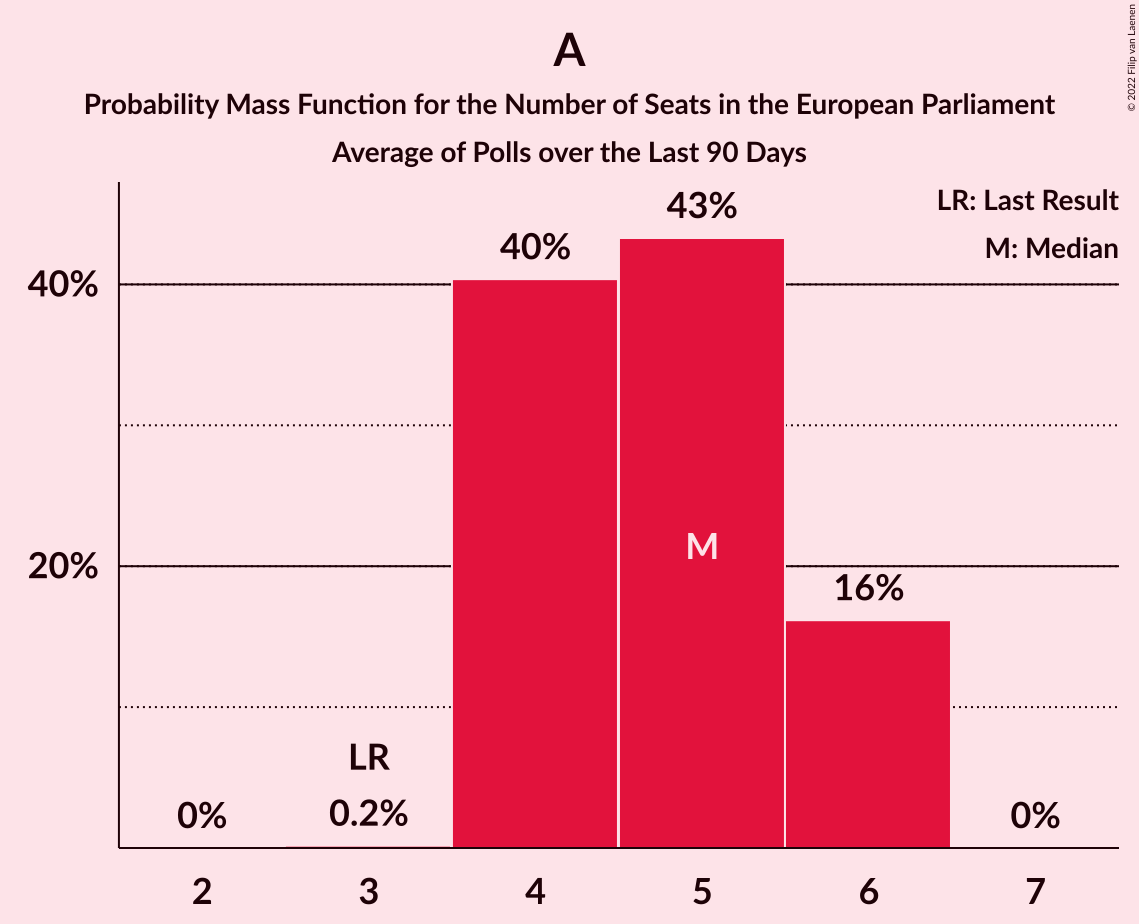 A
Probability Mass Function for the Number of Seats in the European Parliament
Average of Polls over the Last 90 Days
© 2022 Filip van Laenen
LR: Last Result
M: Median
43%
40%
40%
M
20%
16%
LR
0%
0.2%
0%
2
3
4
5
6
7